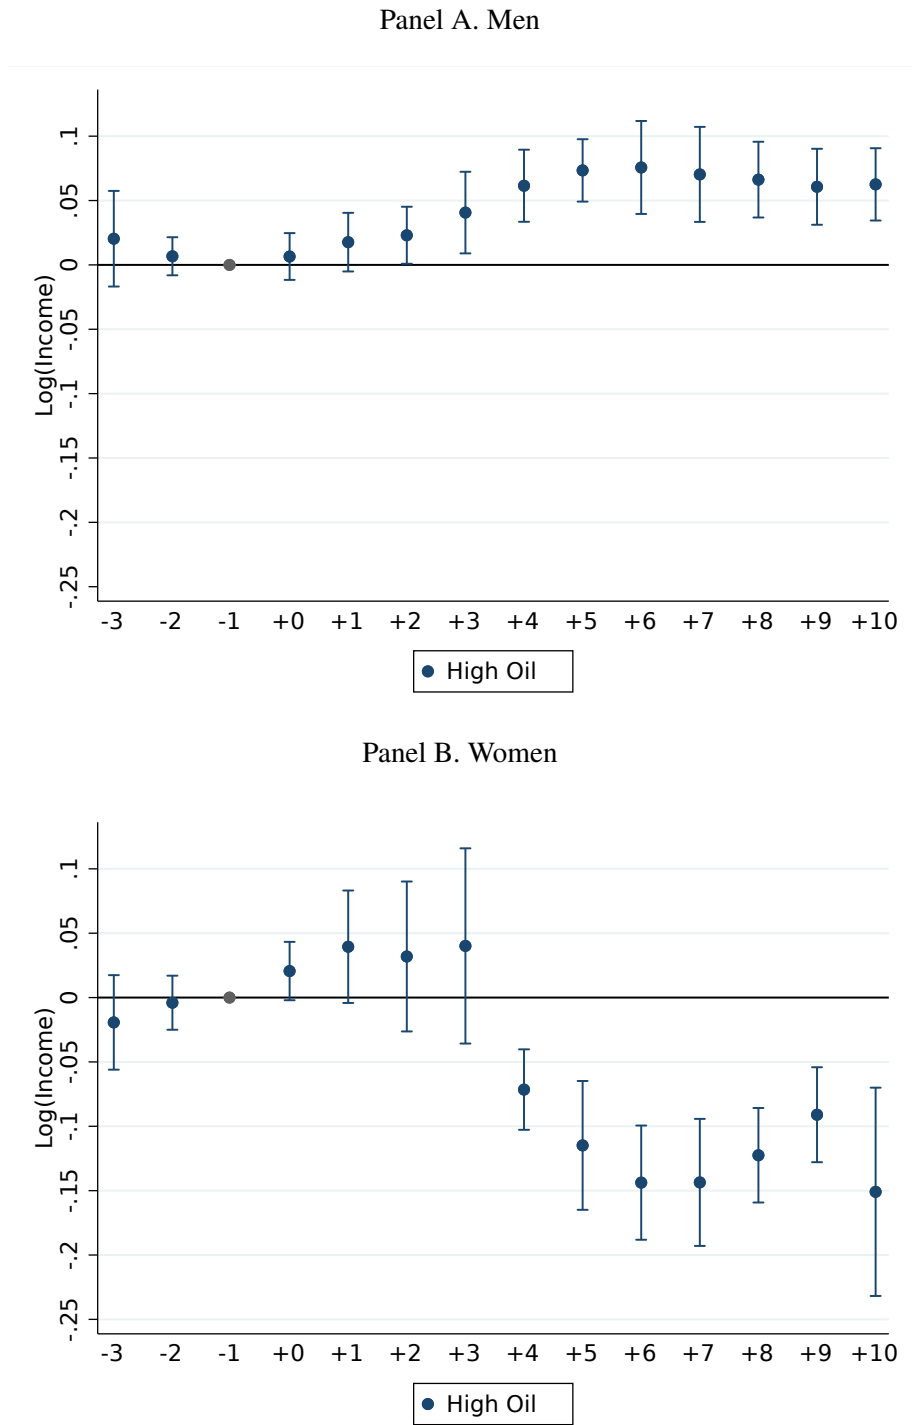 Panel A. Men
Log(Income)
.1
.05
0
-.05
-.1
-.15
-.2
-.25
-3 -2 -1 +0 +1 +2 +3 +4 +5 +6 +7 +8 +9 +10
High Oil
Panel B. Women
Log(Income)
.1
.05
0
-.05
-.1
-.15
-.2
-.25
-3 -2 -1 +0 +1 +2 +3 +4 +5 +6 +7 +8 +9 +10
High Oil